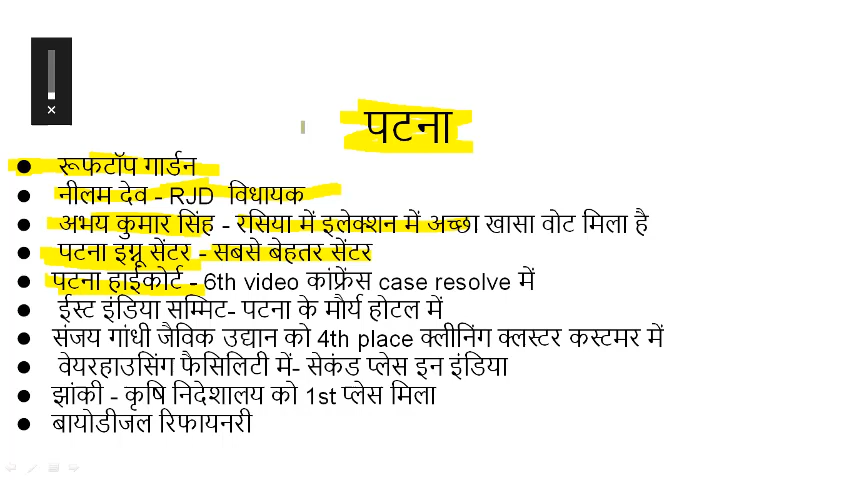 पटना
● रूफटॉप गार्डन
● नीलम देव - RJD विधायक
● अभय कुमार सिंह - रसिया में इलेक्शन में अच्छा खासा वोट मिला है
● पटना इग्नू सेंटर - सबसे बेहतर सेंटर
● पटना हाईकोर्ट - 6th video कांफ्रेंस case resolve में
● ईस्ट इंडिया सम्मिट- पटना के मौर्य होटल में
● संजय गांधी जैविक उद्यान को 4th place क्लीनिंग क्लस्टर कस्टमर में
● वेयरहाउसिंग फैसिलिटी में- सेकंड प्लेस इन इंडिया
● झांकी - कृषि निदेशालय को 1st प्लेस मिला
● बायोडीजल रिफायनरी